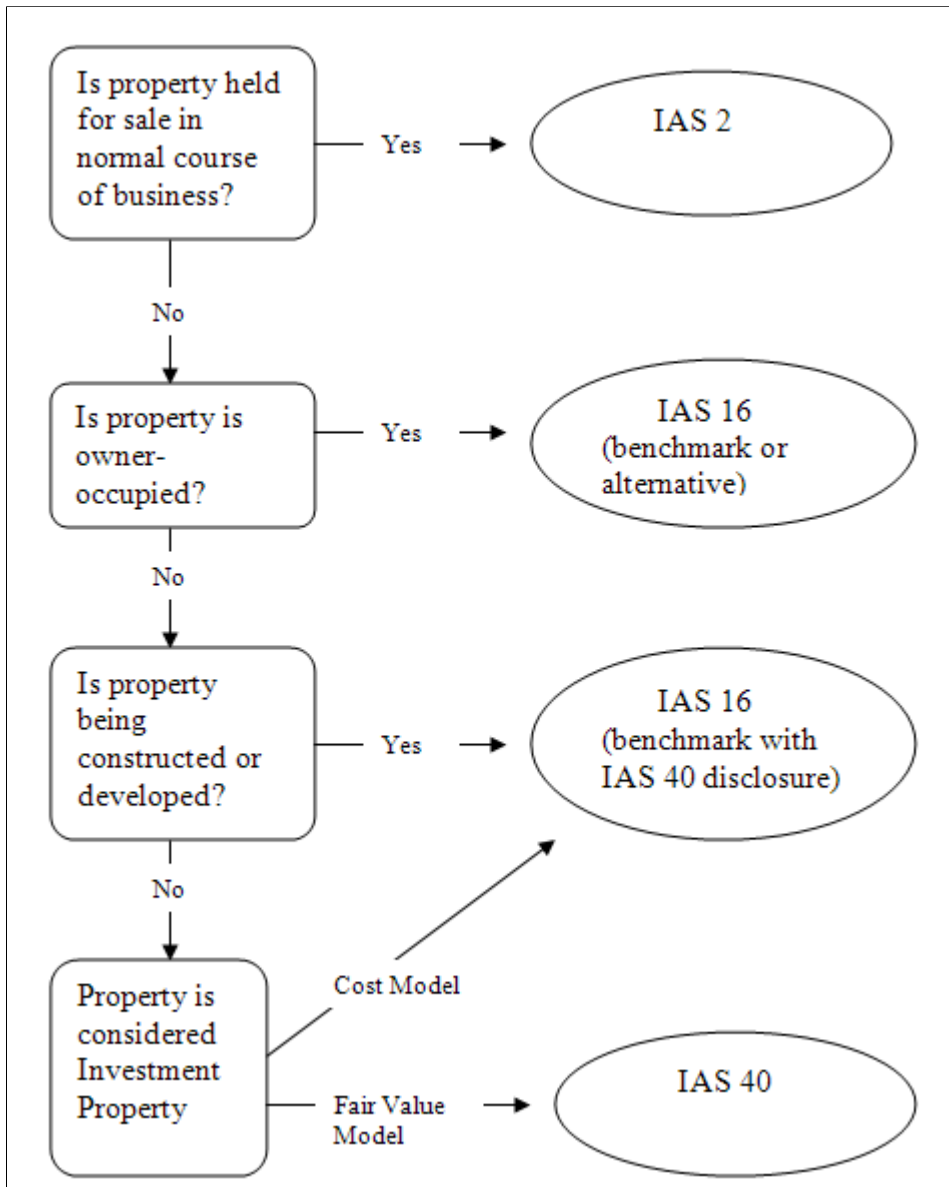 Is property held
for sale in
normal course
of business?
Yes
IAS 2
No
Is property is
owner-
occupied?
Yes
IAS 16
(benchmark or
alternative)
No
Is property
being
constructed or
developed?
Yes
IAS 16
(benchmark with
IAS 40 disclosure)
No
Property is
considered
Investment
Property
Cost Model
Fair Value
Model
IAS 40